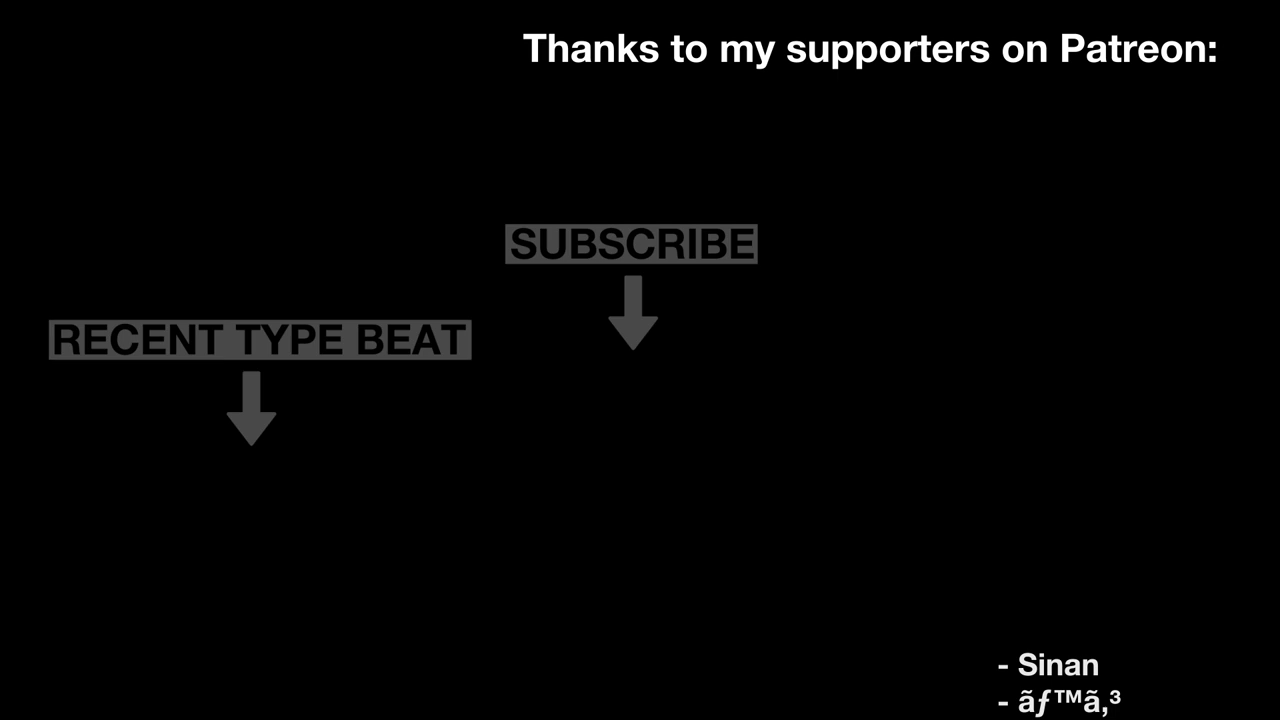 Thanks to my supporters on Patreon:
SUBSCRIBE
RECENT TYPE BEAT
- Sinan
- ãƒ™ã‚³